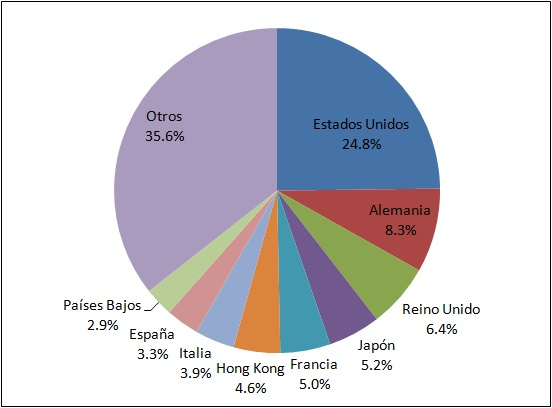 Otros
35.6%
Estados Unidos
24.8%
Alemania
8.3%
Reino Unido
6.4%
Japón
5.2%
Francia
5.0%
Hong Kong
4.6%
Italia
3.9%
España
3.3%
Países Bajos
2.9%